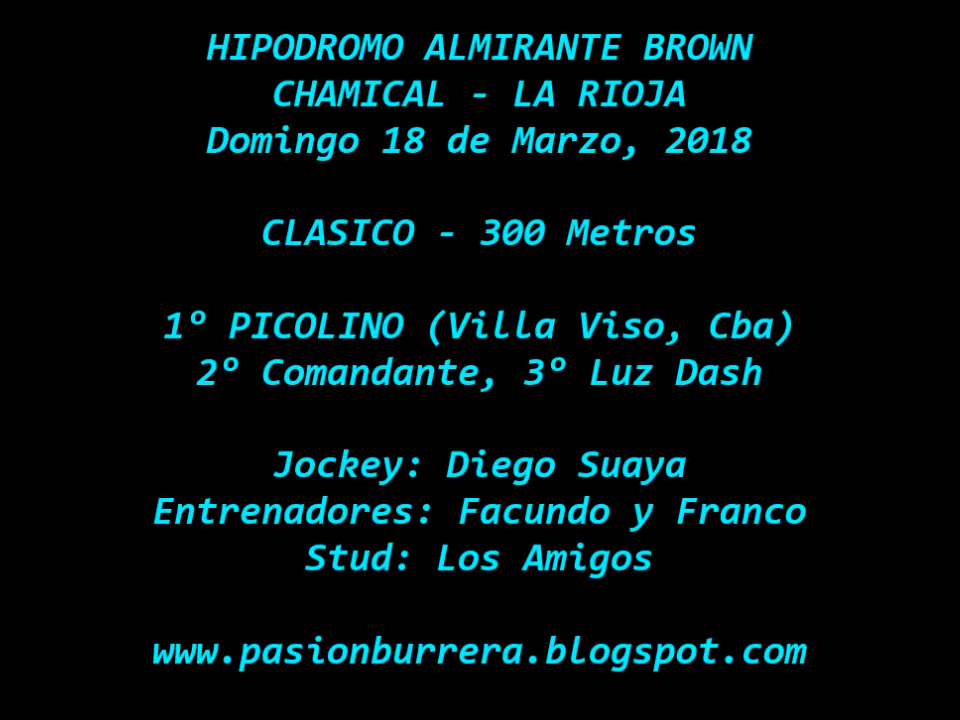 HIPODROMO ALMIRANTE BROWN
CHAMICAL - LA RIOJA
Domingo 18 de Marzo, 2018
CLASICO - 300 Metros
1º PICOLINO (Villa Viso, Cba)
2º Comandante, 3º Luz Dash
Jockey: Diego Suaya
Entrenadores: Facundo y Franco
Stud: Los Amigos
www.pasionburrera.blogspot.com